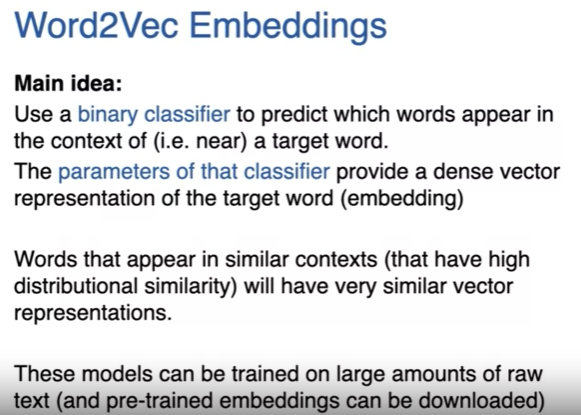 Word2Vec Embeddings
Main idea:
Use a binary classifier to predict which words appear in
the context of (i.e. near) a target word.
The parameters of that classifier provide a dense vector
representation of the target word (embedding)
Words that appear in similar contexts (that have high
distributional similarity) will have very similar vector
representations.
These models can be trained on large amounts of raw
text (and pre-trained embeddings can be downloaded)